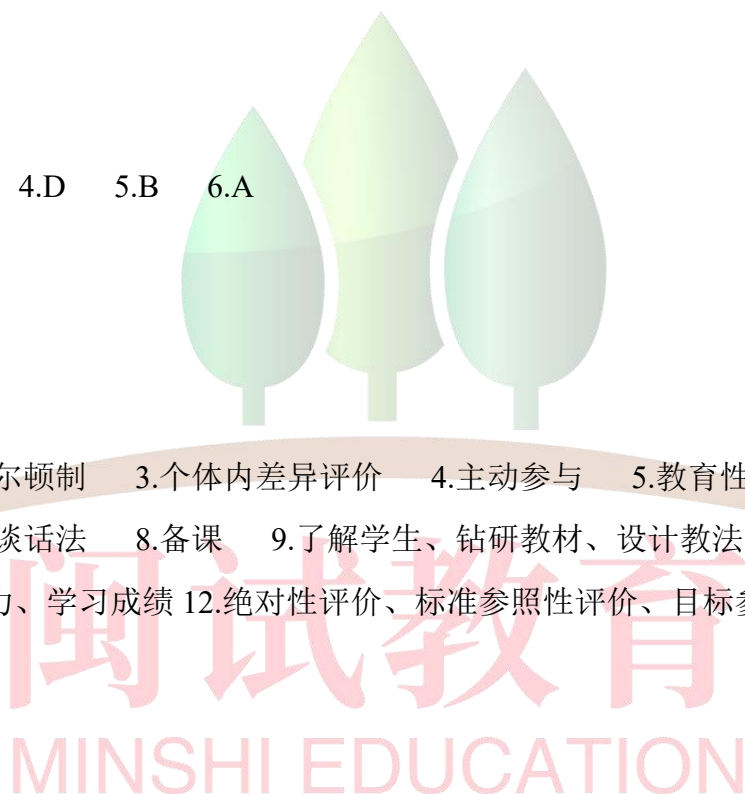 4.D 5.B 6.A
尔顿制 3.个体内差异评价 4.主动参与 5.教育性
谈话法 8.备课 9.了解学生、钻研教材、设计教法
、学习成绩 12.绝对性评价、标准参照性评价、目标参
闽试教育
MINSHI EDUCATION